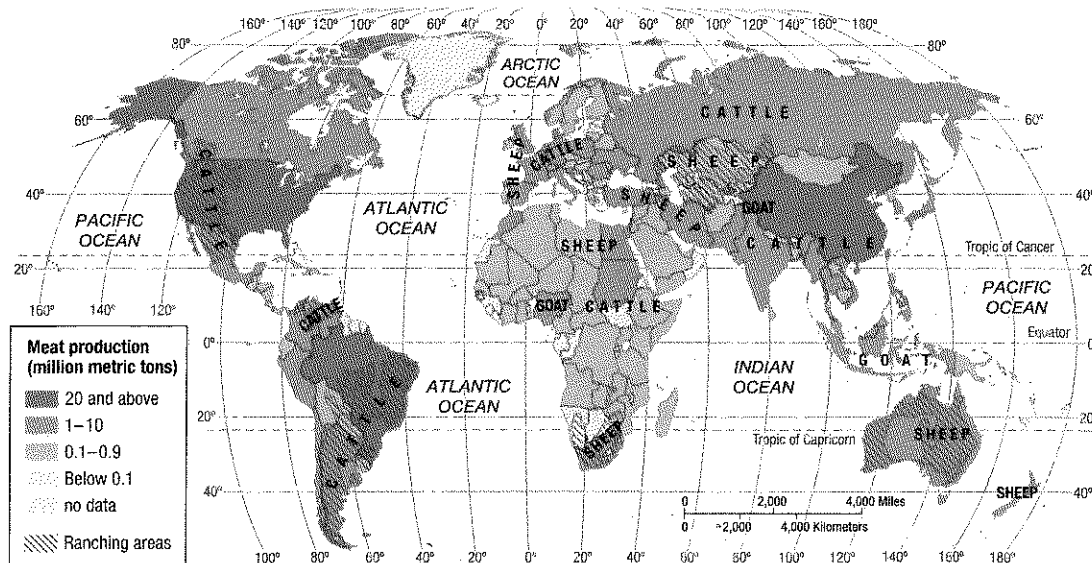 160° 140° 120° 100° 80° 60° 40° 20° 0° 20° 40° 60° 80° 100° 120° 140° 160°
80° 80°
ARCTIC
OCEAN
60° 60°
CATTLE
CATTLE
SHEEP
CATTLE
SHEEP
SHEEP
GOAT
CATTLE
40° 40°
PACIFIC
OCEAN
ATLANTIC
OCEAN
SHEEP
Tropic of Cancer
20° 20°
160° 140° 120°
GOAT CATTLE
CATTLE
PACIFIC
OCEAN
160° 180°
Equator
0° 0°
GOAT
INDIAN
OCEAN
ATLANTIC
OCEAN
CATTLE
CATTLE
20° 20°
Tropic of Capricorn
SHEEP
SHEEP
SHEEP
40° 40°
0 2,000 4,000 Miles
0 2,000 4,000 Kilometers
Meat production
(million metric tons)
20 and above
1–10
0.1–0.9
Below 0.1
no data
Ranching areas
100° 80° 60° 40° 20° 0° 20° 40° 60° 80° 100° 120° 140° 160° 180°